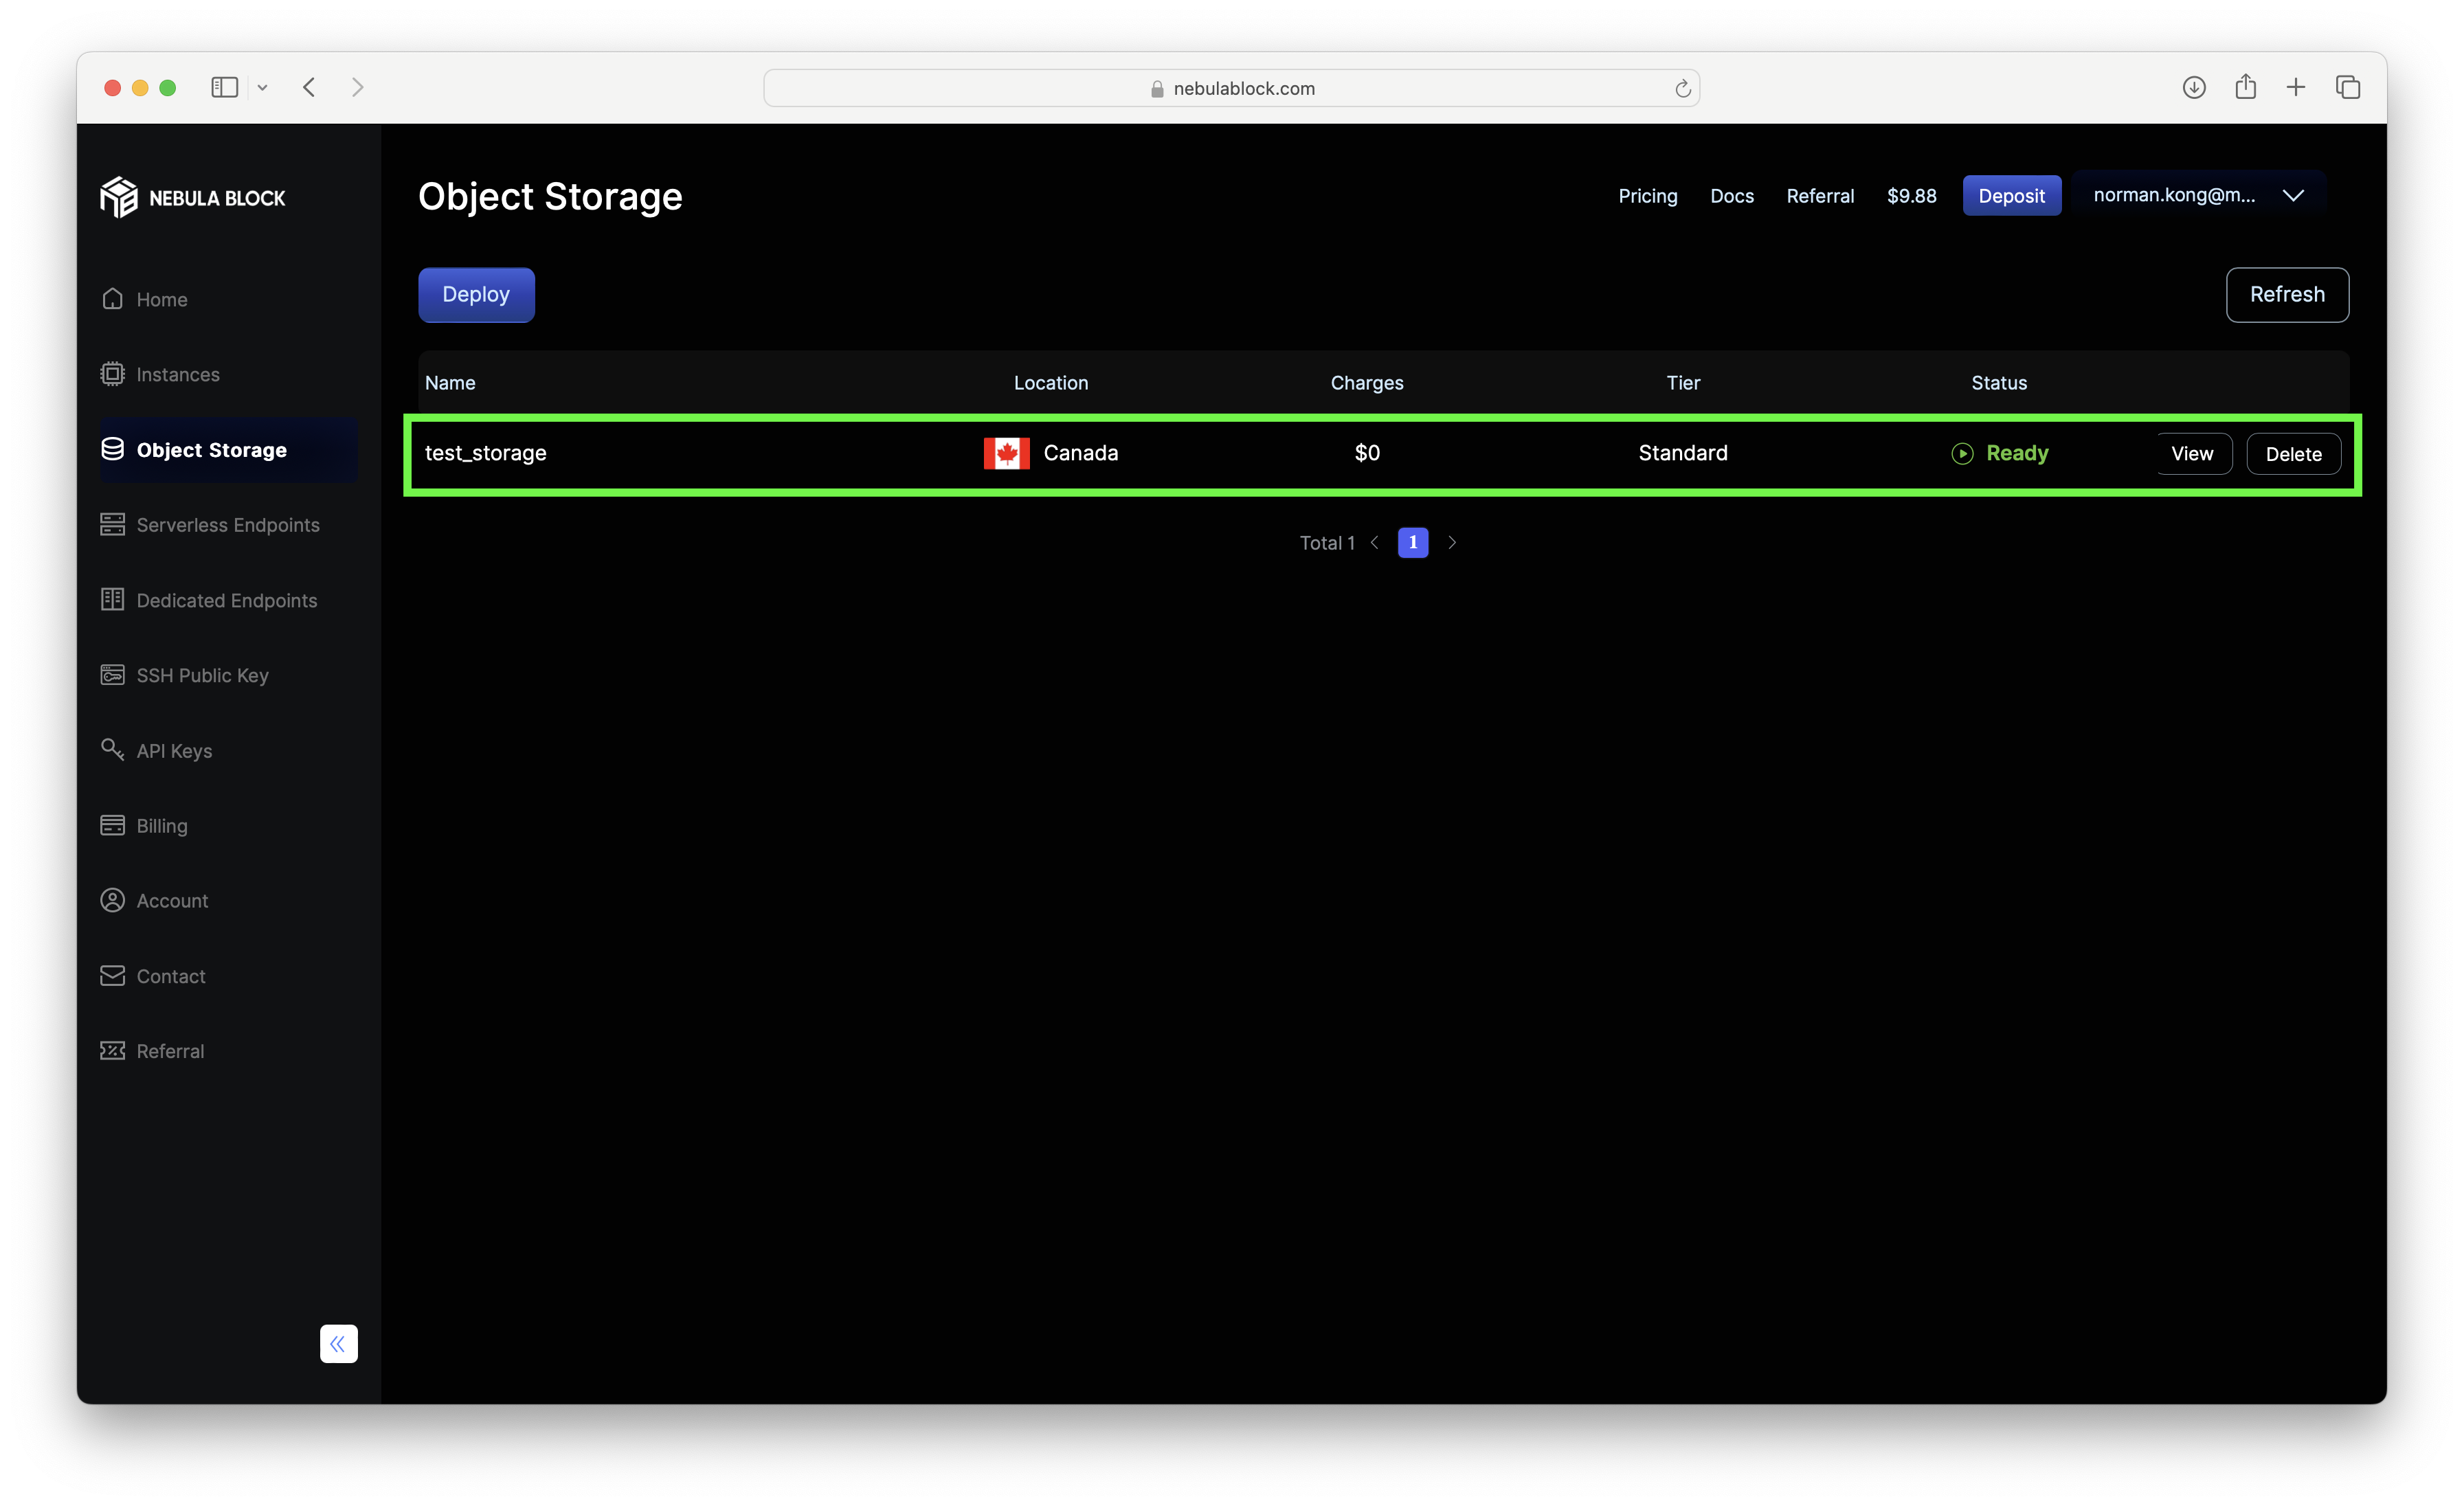 nebulablock.com
NEBULA BLOCK
Object Storage
Pricing Docs Referral $9.88 Deposit norman.kong@m...
Deploy
Refresh
Home
Instances
Object Storage
Serverless Endpoints
Dedicated Endpoints
SSH Public Key
API Keys
Billing
Account
Contact
Referral
Name Location Charges Tier Status
test_storage Canada $0 Standard Ready View Delete
Total 1 1